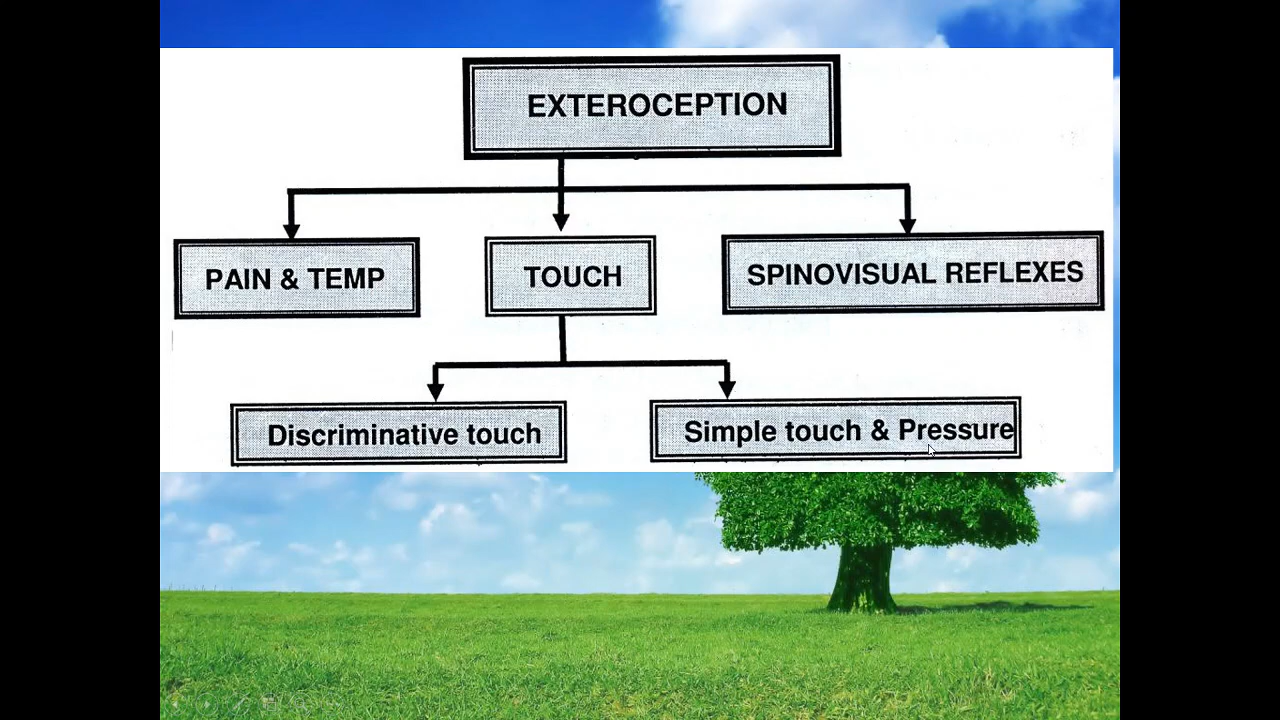 EXTEROCEPTION
PAIN & TEMP
TOUCH
SPINOVISUAL REFLEXES
Discriminative touch
Simple touch & Pressure